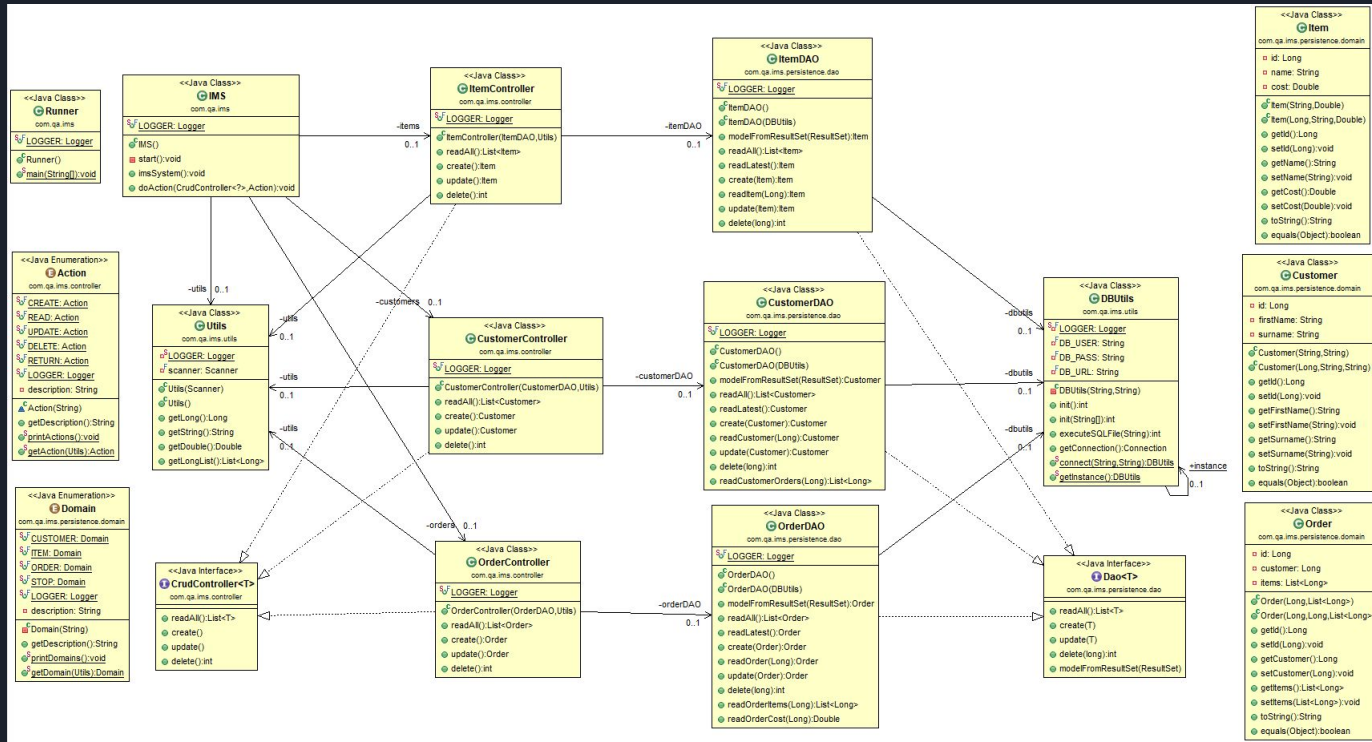 <<Java Class>>
Runner
com.qa.ims
LOGGER: Logger
Runner()
main(String[]):void
<<Java Class>>
IMS
com.qa.ims
LOGGER: Logger
IMS()
start():void
imsSystem():void
doAction(CrudController<?>,Action):void
<<Java Class>>
ItemController
com.qa.ims.controller
LOGGER: Logger
ItemController(ItemDAO,Utils)
readAll():List<Item>
create():Item
update():Item
delete():int
<<Java Class>>
ItemDAO
com.qa.ims.persistence.dao
LOGGER: Logger
ItemDAO()
ItemDAO(DBUtils)
modelFromResultSet(ResultSet):Item
readAll():List<Item>
readLatest():Item
create(Item):Item
readItem(Long):Item
update(Item):Item
delete(long):int
<<Java Class>>
Item
com.qa.ims.persistence.domain
id: Long
name: String
cost: Double
Item(String,Double)
Item(Long,String,Double)
getId():Long
setId(Long):void
getName():String
setName(String):void
getCost():Double
setCost(Double):void
toString():String
equals(Object):boolean
-items
0..1
-itemDAO
0..1
<<Java Enumeration>>
Action
com.qa.ims.controller
CREATE: Action
READ: Action
UPDATE: Action
DELETE: Action
RETURN: Action
LOGGER: Logger
description: String
Action(String)
getDescription():String
printActions():void
getAction(Utils):Action
-utils
0..1
<<Java Class>>
Utils
com.qa.ims.utils
LOGGER: Logger
scanner: Scanner
Utils(Scanner)
Utils()
getLong():Long
getString():String
getDouble():Double
getLongList():List<Long>
-utils
0..1
-customers
0..1
-utils
0..1
-utils
0..1
<<Java Class>>
CustomerController
com.qa.ims.controller
LOGGER: Logger
CustomerController(CustomerDAO,Utils)
readAll():List<Customer>
create():Customer
update():Customer
delete():int
-customerDAO
0..1
<<Java Class>>
CustomerDAO
com.qa.ims.persistence.dao
LOGGER: Logger
CustomerDAO()
CustomerDAO(DBUtils)
modelFromResultSet(ResultSet):Customer
readAll():List<Customer>
readLatest():Customer
create(Customer):Customer
readCustomer(Long):Customer
update(Customer):Customer
delete(long):int
readCustomerOrders(Long):List<Long>
-dbutils
0..1
-dbutils
0..1
-dbutils
0..1
<<Java Class>>
DBUtils
com.qa.ims.utils
LOGGER: Logger
DB_USER: String
DB_PASS: String
DB_URL: String
DBUtils(String,String)
init():int
init(String[]):int
executeSQLFile(String):int
getConnection():Connection
connect(String,String):DBUtils
getInstance():DBUtils
+instance
0..1
<<Java Class>>
Customer
com.qa.ims.persistence.domain
id: Long
firstName: String
surname: String
Customer(String,String)
Customer(Long,String,String)
getId():Long
setId(Long):void
getFirstName():String
setFirstName(String):void
getSurname():String
setSurname(String):void
toString():String
equals(Object):boolean
<<Java Enumeration>>
Domain
com.qa.ims.persistence.domain
CUSTOMER: Domain
ITEM: Domain
ORDER: Domain
STOP: Domain
LOGGER: Logger
description: String
Domain(String)
getDescription():String
printDomains():void
getDomain(Utils):Domain
<<Java Interface>>
CrudController<T>
com.qa.ims.controller
readAll():List<T>
create()
update()
delete():int
-orders
0..1
<<Java Class>>
OrderController
com.qa.ims.controller
LOGGER: Logger
OrderController(OrderDAO,Utils)
readAll():List<Order>
create():Order
update():Order
delete():int
-orderDAO
0..1
<<Java Class>>
OrderDAO
com.qa.ims.persistence.dao
LOGGER: Logger
OrderDAO()
OrderDAO(DBUtils)
modelFromResultSet(ResultSet):Order
readAll():List<Order>
readLatest():Order
create(Order):Order
readOrder(Long):Order
update(Order):Order
delete(long):int
readOrderItems(Long):List<Long>
readOrderCost(Long):Double
<<Java Interface>>
Dao<T>
com.qa.ims.persistence.dao
readAll():List<T>
create(T)
update(T)
delete(long):int
modelFromResultSet(ResultSet)
<<Java Class>>
Order
com.qa.ims.persistence.domain
id: Long
customer: Long
items: List<Long>
Order(Long,List<Long>)
Order(Long,Long,List<Long>)
getId():Long
setId(Long):void
getCustomer():Long
setCustomer(Long):void
getItems():List<Long>
setItems(List<Long>):void
toString():String
equals(Object):boolean